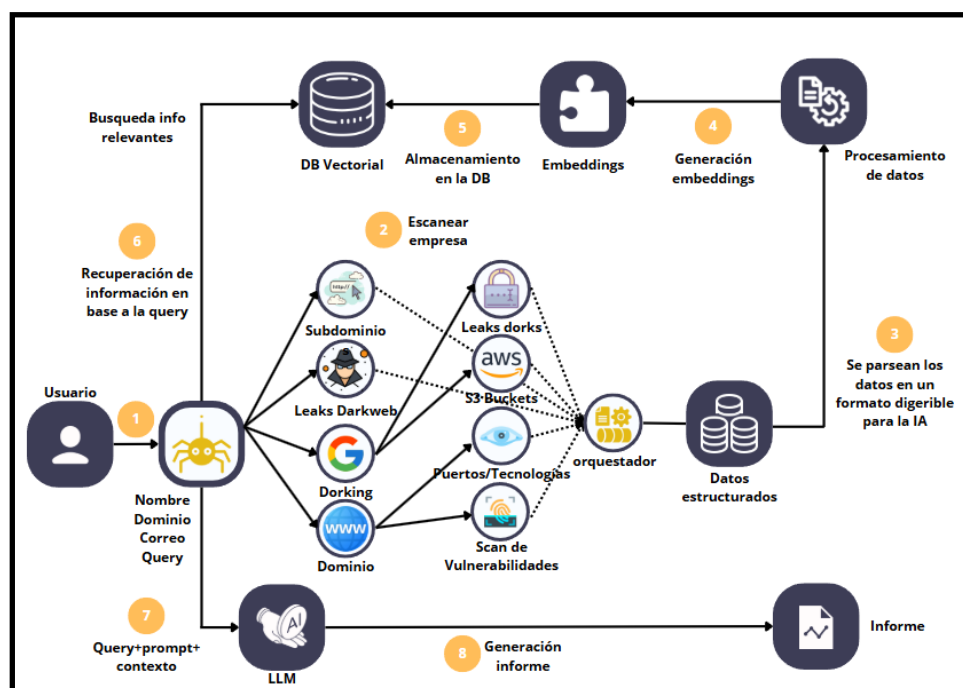 Busqueda info
relevantes
DB Vectorial
5
Almacenamiento
en la DB
Embeddings
4
Generación
embeddings
Procesamiento
de datos
6
Recuperación de
información en
base a la query
2
Escanear
empresa
http://
Subdominio
Leaks Darkweb
Dorking
www
Dominio
Leaks dorks
aws
S3 Buckets
Puertos/Tecnologías
Scan de
Vulnerabilidades
orquestador
Datos
estructurados
3
Se parsean los
datos en un
formato digerible
para la IA
Usuario
1
Nombre
Dominio
Correo
Query
7
Query+prompt+
contexto
AI
LLM
8
Generación
informe
Informe